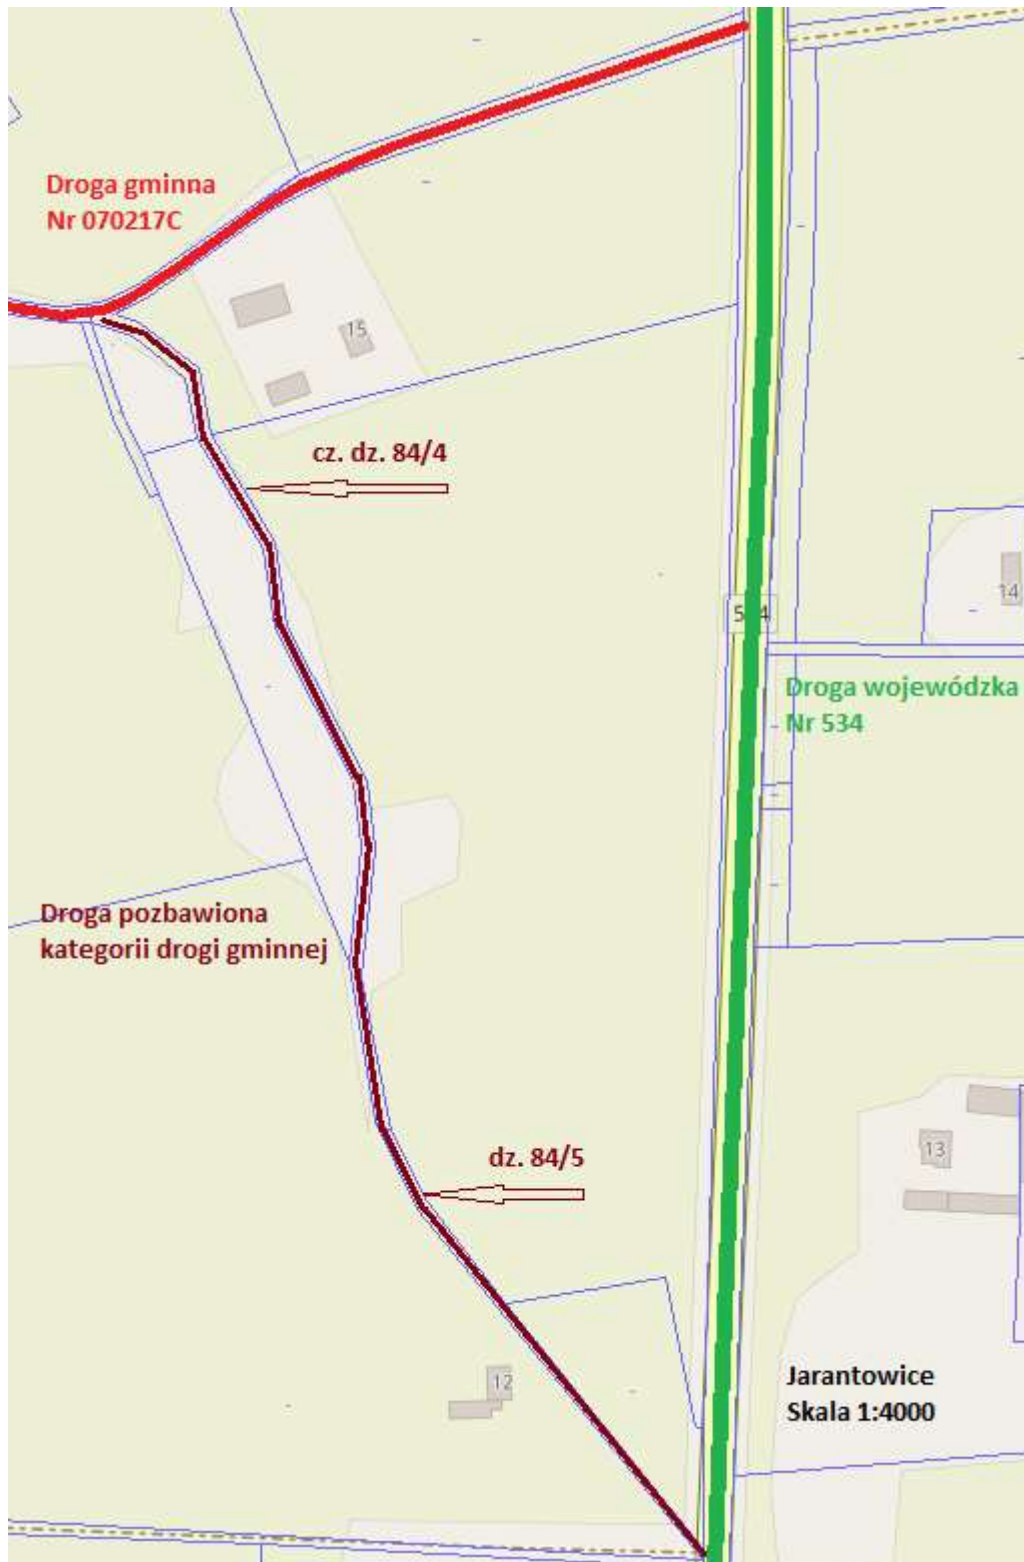 Droga gminna
Nr 070217C
15
cz. dz. 84/4
14
Droga wojewódzka
Nr 534
Droga pozbawiona
kategorii drogi gminnej
13
dz. 84/5
12
Jarantowice
Skala 1:4000